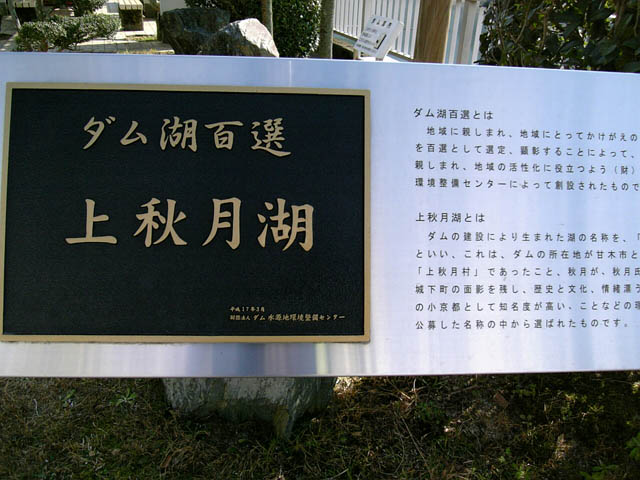 ダム湖百選
上秋月湖
平成17年3月
財団法人 ダム水源地環境整備センター
ダム湖百選とは
地域に親しまれ、地域にとってかけがえの
を百選として選定、顕彰することによって、
親しまれ、地域の活性化に役立つよう(財)
環境整備センターによって創設されたもので
上秋月湖とは
ダムの建設により生まれた湖の名称を、「
といい、これは、ダムの所在地が甘木市と
「上秋月村」であったこと、秋月が、秋月氏
城下町の面影を残し、歴史と文化、情緒漂う
の小京都として知名度が高い、ことなどの理
公募した名称の中から選ばれたものです。